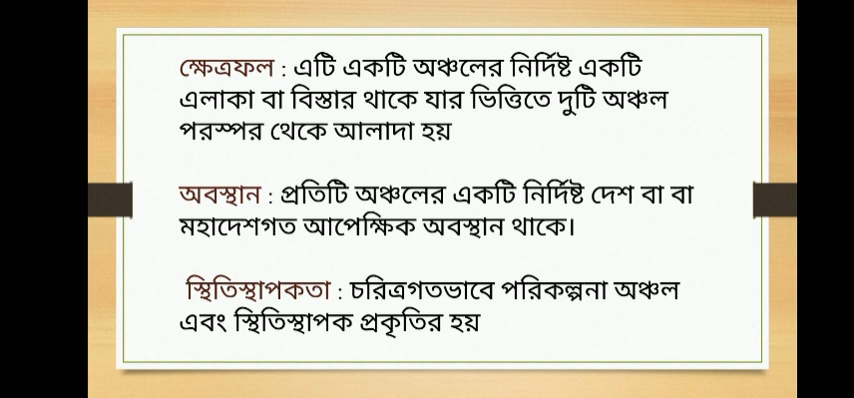 ক্ষেত্রফল : এটি একটি অঞ্চলের নির্দিষ্ট একটি
এলাকা বা বিস্তার থাকে যার ভিত্তিতে দুটি অঞ্চল
পরস্পর থেকে আলাদা হয়
অবস্থান : প্রতিটি অঞ্চলের একটি নির্দিষ্ট দেশ বা বা
মহাদেশগত আপেক্ষিক অবস্থান থাকে।
স্থিতিস্থাপকতা : চরিত্রগতভাবে পরিকল্পনা অঞ্চল
এবং স্থিতিস্থাপক প্রকৃতির হয়